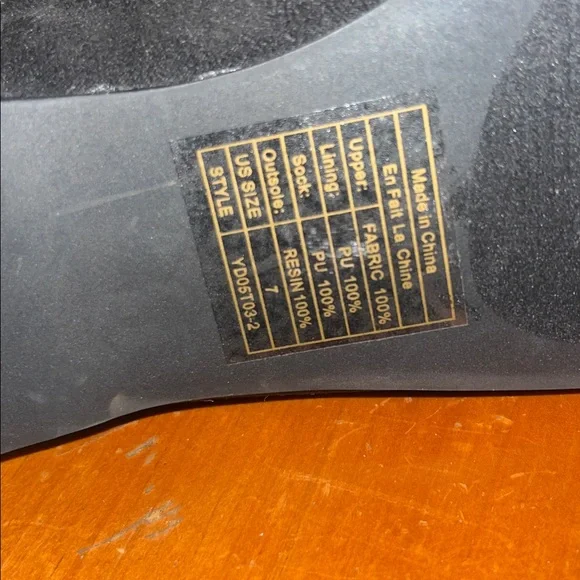 Made in China
En Fait La Chine
Upper: FABRIC 100%
Lining: PU 100%
Sock: PU 100%
Outsole: RESIN 100%
US SIZE 7
STYLE YD05T03-2